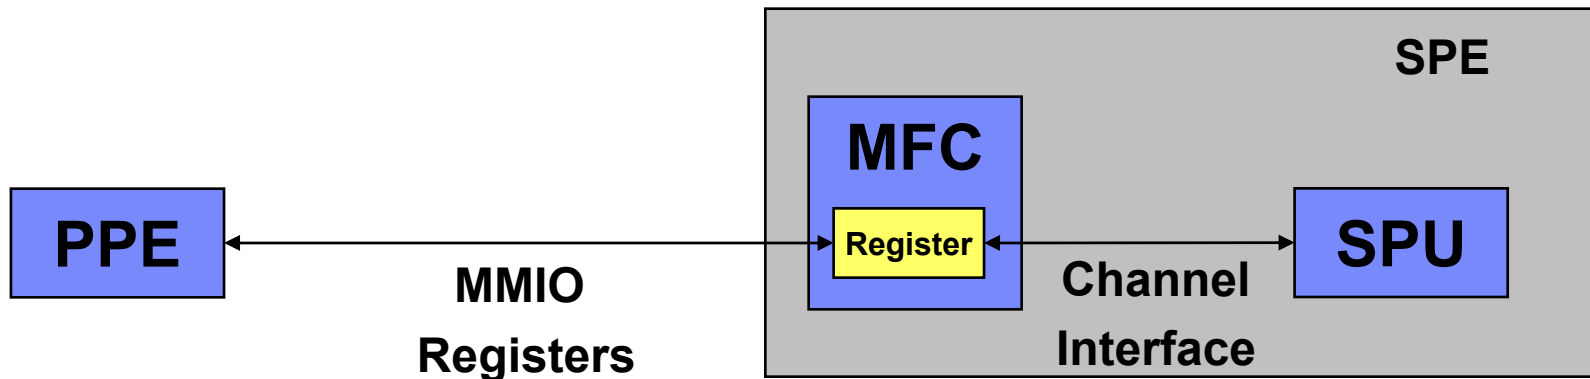 SPE
MFC
PPE
Register
SPU
MMIO
Registers
Channel
Interface